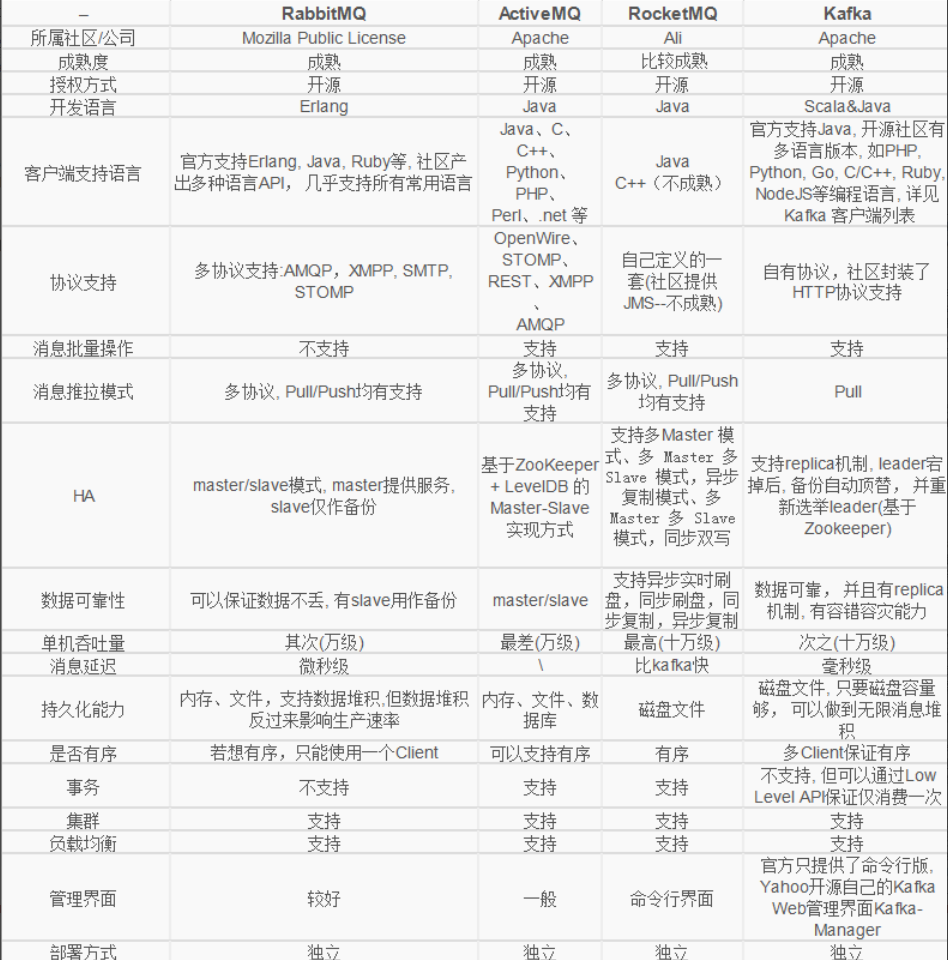 – RabbitMQ ActiveMQ RocketMQ Kafka
所属社区/公司 Mozilla Public License Apache Ali Apache
成熟度 成熟 成熟 比较成熟 成熟
授权方式 开源 开源 开源 开源
开发语言 Erlang Java Java Scala&Java
客户端支持语言
官方支持Erlang, Java, Ruby等, 社区产
出多种语言API， 几乎支持所有常用语言
Java、C、
C++、
Python、
PHP、
Perl、.net 等
Java
C++（不成熟）
官方支持Java, 开源社区有
多语言版本, 如PHP,
Python, Go, C/C++, Ruby,
NodeJS等编程语言, 详见
Kafka 客户端列表
协议支持
多协议支持:AMQP，XMPP, SMTP,
STOMP
OpenWire、
STOMP、
REST、XMPP
、
AMQP
自己定义的一
套(社区提供
JMS--不成熟)
自有协议，社区封装了
HTTP协议支持
消息批量操作 不支持 支持 支持 支持
消息推拉模式
多协议, Pull/Push均有支持
多协议,
Pull/Push均有
支持
多协议, Pull/Push
均有支持
Pull
HA
master/slave模式, master提供服务,
slave仅作备份
基于ZooKeeper
+ LevelDB 的
Master-Slave
实现方式
支持多Master 模
式、多 Master 多
Slave 模式，异步
复制模式、多
Master 多 Slave
模式，同步双写
支持replica机制, leader宕
掉后, 备份自动顶替， 并重
新选举leader(基于
Zookeeper)
数据可靠性
可以保证数据不丢, 有slave用作备份
master/slave
支持异步实时刷
盘，同步刷盘，同
步复制，异步复制
数据可靠， 并且有replica
机制, 有容错容灾能力
单机吞吐量 其次(万级) 最差(万级) 最高(十万级) 次之(十万级)
消息延迟 微秒级 \ 比kafka快 毫秒级
持久化能力
内存、文件，支持数据堆积,但数据堆积
反过来影响生产速率
内存、文件、数
据库
磁盘文件
磁盘文件, 只要磁盘容量
够， 可以做到无限消息堆
积
是否有序 若想有序，只能使用一个Client 可以支持有序 有序 多Client保证有序
事务 不支持 支持 支持
不支持, 但可以通过Low
Level API保证仅消费一次
集群 支持 支持 支持 支持
负载均衡 支持 支持 支持 支持
管理界面 较好 一般 命令行界面
官方只提供了命令行版,
Yahoo开源自己的Kafka
Web管理界面Kafka-
Manager
部署方式 独立 独立 独立 独立